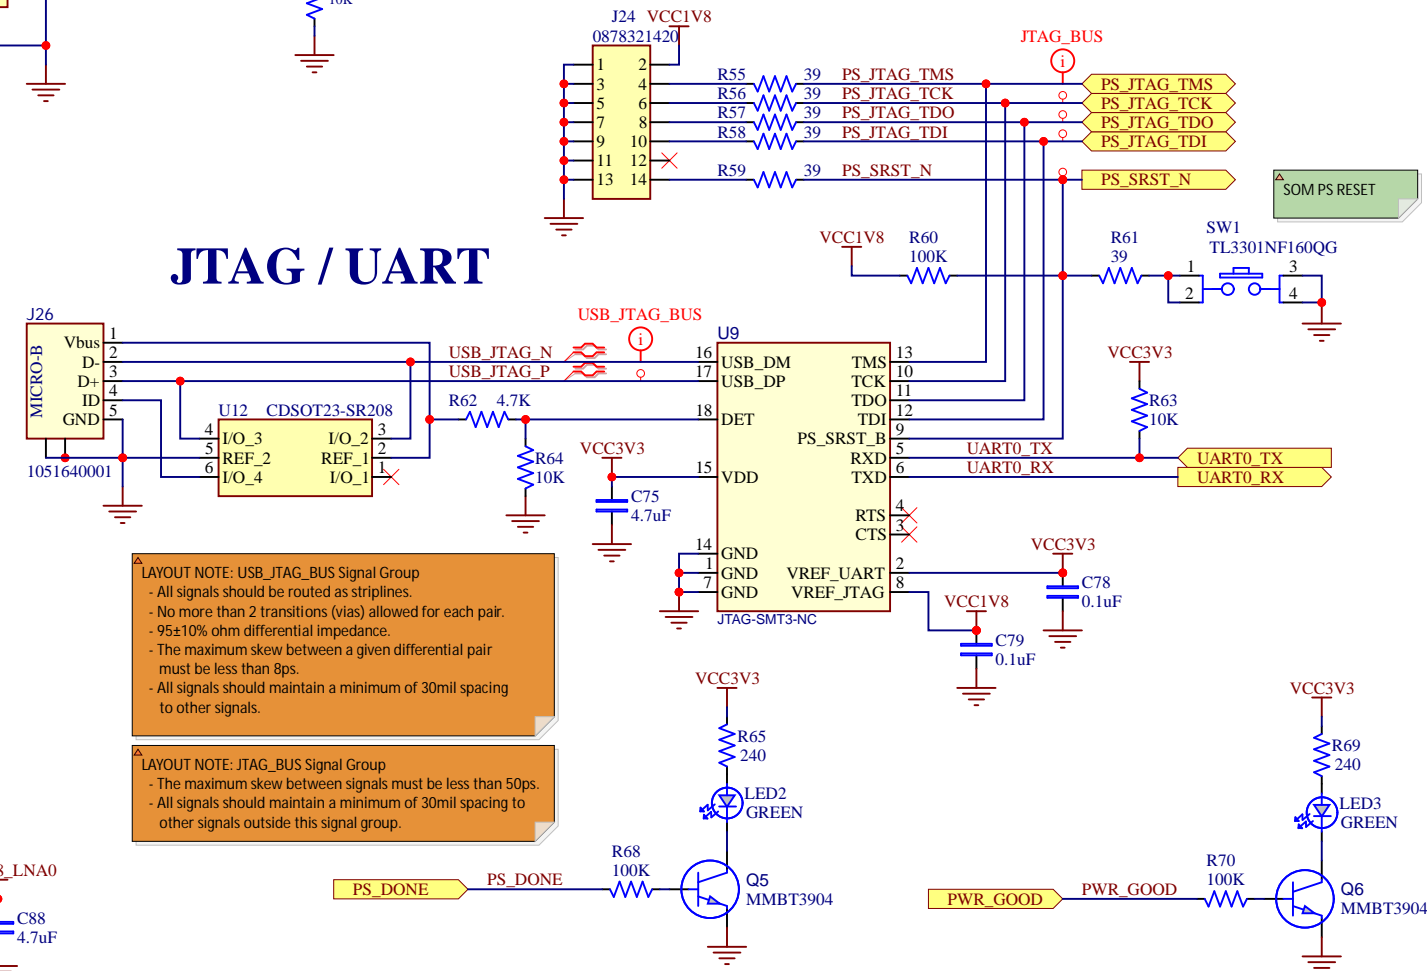 10K
J24 VCC1V8
0878321420
JTAG_BUS
i
1 2
3 4
5 6
7 8
9 10
11 12
13 14
R55 39 PS_JTAG_TMS PS_JTAG_TMS
R56 39 PS_JTAG_TCK PS_JTAG_TCK
R57 39 PS_JTAG_TDO PS_JTAG_TDO
R58 39 PS_JTAG_TDI PS_JTAG_TDI
R59 39 PS_SRST_N PS_SRST_N
SOM PS RESET
JTAG / UART
VCC1V8
R60
100K
R61
39
SW1
TL3301NF160QG
1 3
2 4
J26
MICRO-B
Vbus 1
D- 2
D+ 3
ID 4
GND 5
1051640001
USB_JTAG_BUS
i
USB_JTAG_N
USB_JTAG_P
U12 CDSOT23-SR208
4 I/O_3 I/O_2 3
5 REF_2 REF_1 2
6 I/O_4 I/O_1 1
R62 4.7K
R64
10K
VCC3V3
C75
4.7uF
U9
16 USB_DM TMS 13
17 USB_DP TCK 10
TDO 11
18 DET TDI 12
PS_SRST_B 9
RXD 5
15 VDD TXD 6
RTS 4
CTS 3
14 GND
1 GND VREF_UART 2
7 GND VREF_JTAG 8
JTAG-SMT3-NC
VCC3V3
R63
10K
UART0_TX UART0_TX
UART0_RX UART0_RX
VCC3V3
C78
0.1uF
VCC1V8
C79
0.1uF
LAYOUT NOTE: USB_JTAG_BUS Signal Group
- All signals should be routed as striplines.
- No more than 2 transitions (vias) allowed for each pair.
- 95±10% ohm differential impedance.
- The maximum skew between a given differential pair
must be less than 8ps.
- All signals should maintain a minimum of 30mil spacing
to other signals.
LAYOUT NOTE: JTAG_BUS Signal Group
- The maximum skew between signals must be less than 50ps.
- All signals should maintain a minimum of 30mil spacing to
other signals outside this signal group.
VCC3V3
R65
240
LED2
GREEN
R68
100K
PS_DONE PS_DONE
Q5
MMBT3904
VCC3V3
R69
240
LED3
GREEN
R70
100K
PWR_GOOD PWR_GOOD
Q6
MMBT3904
_LNA0
C88
4.7uF